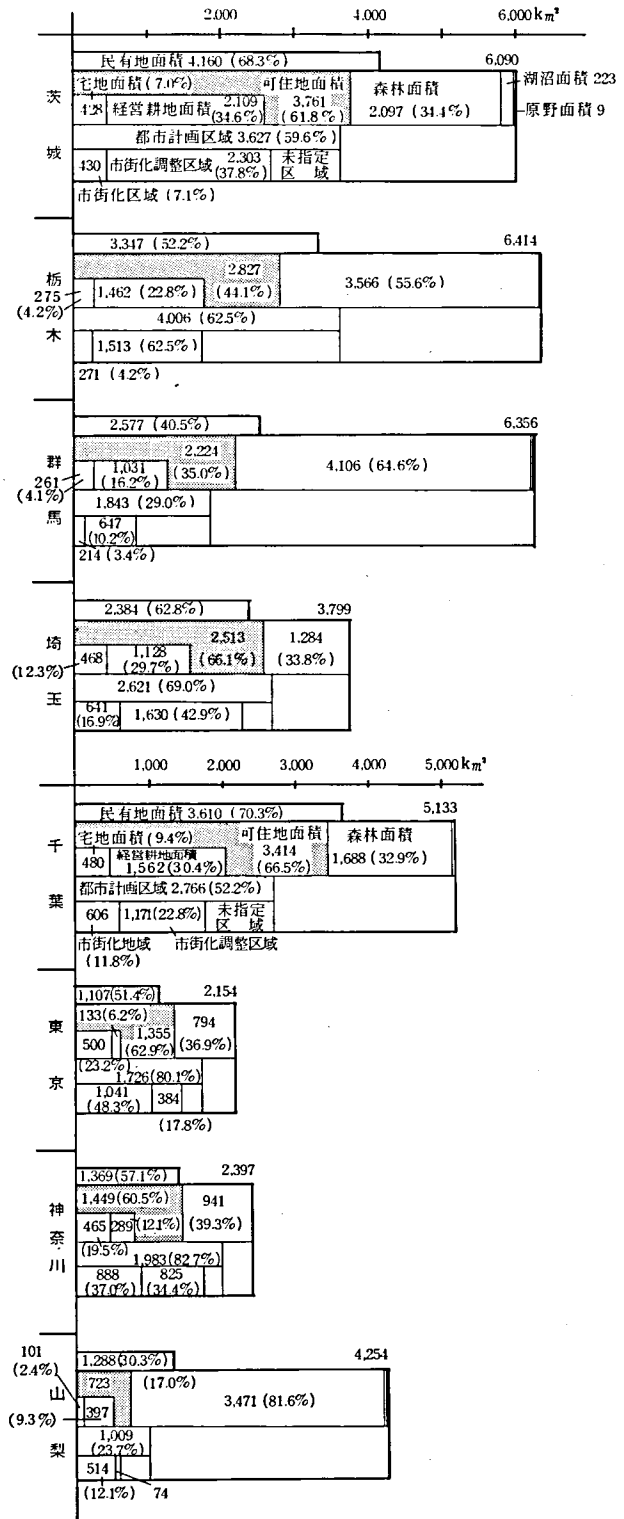 2.000 4.000 6.000km²
茨城
民有地面積 4.160 (68.3%)
6.090
宅地面積 (7.0%) 可住地面積 森林面積 湖沼面積 223
428 経営耕地面積 2.109 (34.6%) 3.761 (61.8%) 2.097 (34.4%) 原野面積 9
都市計画区域 3.627 (59.6%)
430 市街化調整区域 2.303 (37.8%) 未指定区域
市街化区域 (7.1%)
栃木
3.347 (52.2%)
6.414
2.827 (44.1%)
3.566 (55.6%)
275 (4.2%)
1,462 (22.8%)
4.006 (62.5%)
1,513 (62.5%)
271 (4.2%)
群馬
2.577 (40.5%)
6.356
2.224 (35.0%)
4,106 (64.6%)
261 (4.1%)
1,031 (16.2%)
1,843 (29.0%)
647 (10.2%)
214 (3.4%)
埼玉
2.384 (62.8%)
3.799
2,513 (66.1%)
1.284 (33.8%)
(12.3%) 468
1,128 (29.7%)
2.621 (69.0%)
641 (16.9%
1,630 (42.9%)
1,000 2,000 3,000 4,000 5,000km²
千葉
民有地面積 3.610 (70.3%)
5,133
宅地面積 (9.4%) 可住地面積 森林面積
480 経営耕地面積 1,562 (30.4%) 3,414 (66.5%) 1,688 (32.9%)
都市計画区域 2,766 (52.2%)
606 1,171 (22.8%) 未指定区域
市街化地域 (11.8%) 市街化調整区域
東京
1,107(51.4%)
2,154
133(6.2%)
1,355 (62.9%)
794 (36.9%)
500
(23.2%)
1,726(80.1%)
1,041 (48.3%)
384
(17.8%)
神奈川
1,369(57.1%)
2,397
1,449(60.5%)
941 (39.3%)
465 289 (12.1%)
(19.5%)
1,983(82.7%)
888 (37.0%)
825 (34.4%)
山梨
101 (2.4%)
1.288(30.3%)
4,254
723 (17.0%)
3,471 (81.6%)
(9.3%) 397
1,009 (23.7%)
514
(12.1%) 74